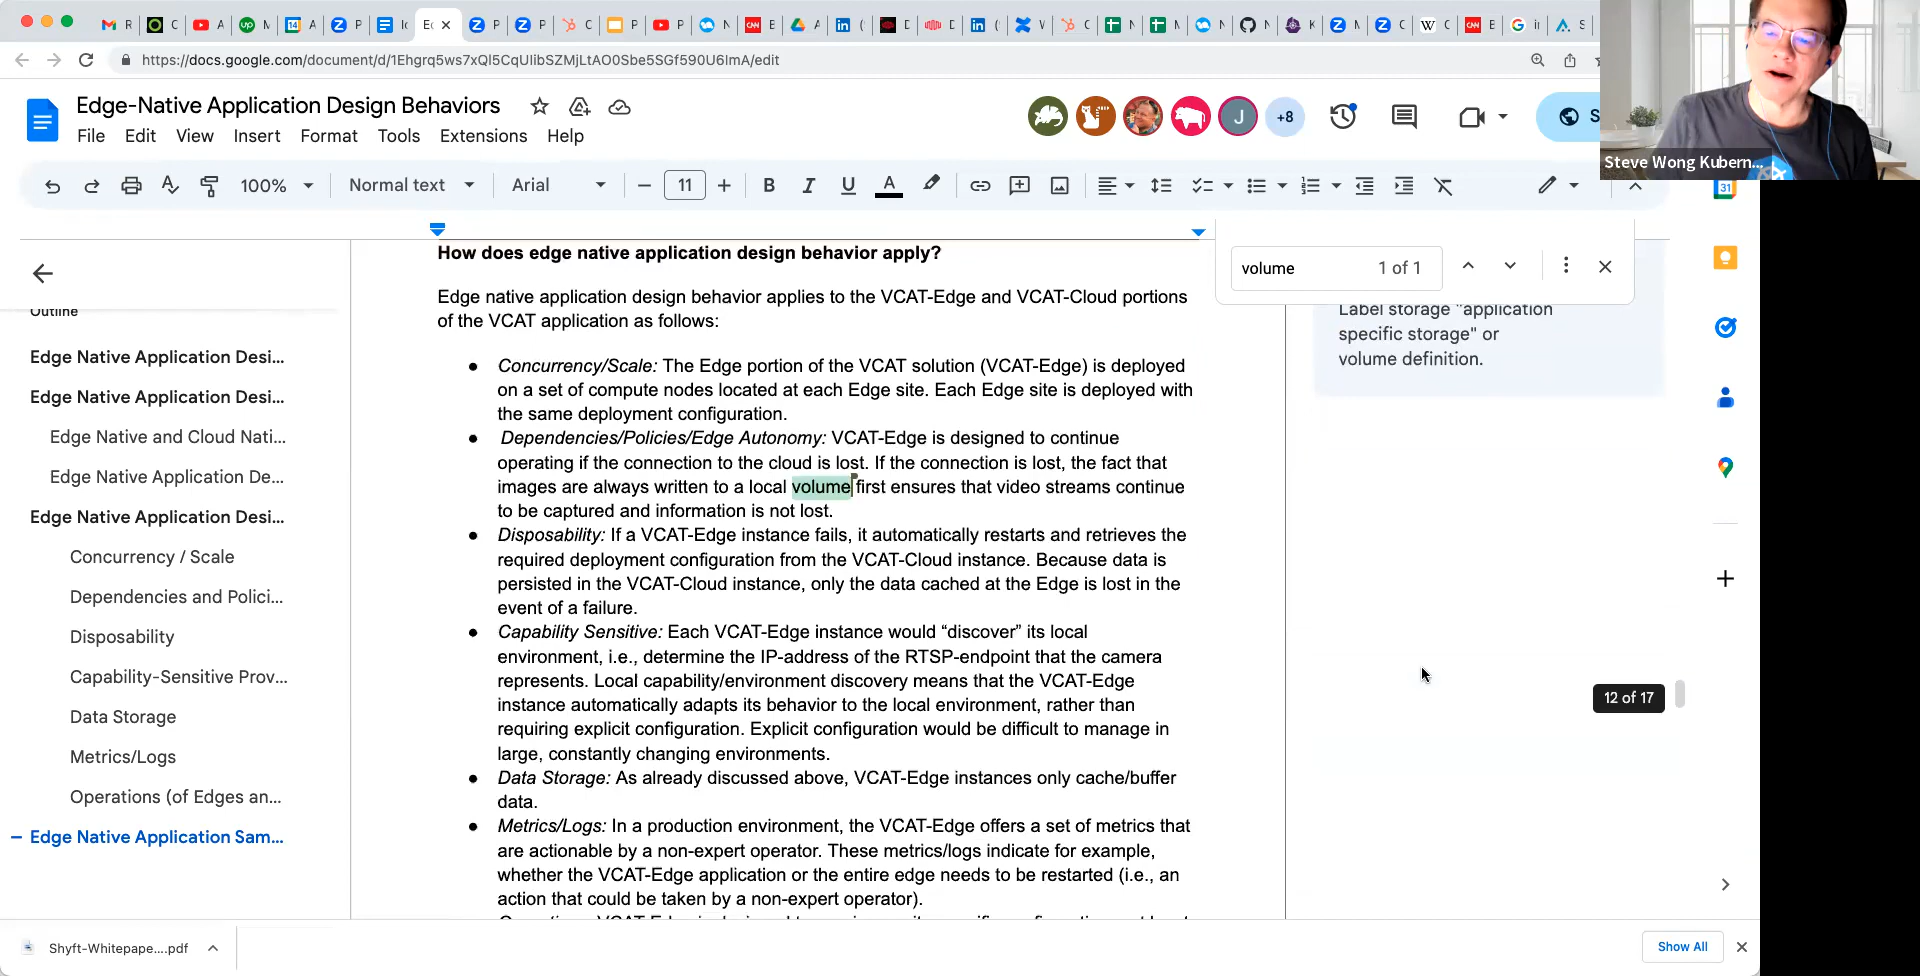 https://docs.google.com/document/d/1Ehgrq5ws7xQl5CqUIibSZMjLtAO0Sbe5SGf590U6lmA/edit
Edge-Native Application Design Behaviors
File Edit View Insert Format Tools Extensions Help
J
+8
S
Steve Wong Kubern...
100%
Normal text
Arial
11
31
volume 1 of 1
Outline
Edge Native Application Desi...
Edge Native Application Desi...
Edge Native and Cloud Nati...
Edge Native Application De...
Edge Native Application Desi...
Concurrency / Scale
Dependencies and Polici...
Disposability
Capability-Sensitive Prov...
Data Storage
Metrics/Logs
Operations (of Edges an...
Edge Native Application Sam...
How does edge native application design behavior apply?
Edge native application design behavior applies to the VCAT-Edge and VCAT-Cloud portions
of the VCAT application as follows:
● Concurrency/Scale: The Edge portion of the VCAT solution (VCAT-Edge) is deployed
on a set of compute nodes located at each Edge site. Each Edge site is deployed with
the same deployment configuration.
● Dependencies/Policies/Edge Autonomy: VCAT-Edge is designed to continue
operating if the connection to the cloud is lost. If the connection is lost, the fact that
images are always written to a local volume first ensures that video streams continue
to be captured and information is not lost.
● Disposability: If a VCAT-Edge instance fails, it automatically restarts and retrieves the
required deployment configuration from the VCAT-Cloud instance. Because data is
persisted in the VCAT-Cloud instance, only the data cached at the Edge is lost in the
event of a failure.
● Capability Sensitive: Each VCAT-Edge instance would “discover” its local
environment, i.e., determine the IP-address of the RTSP-endpoint that the camera
represents. Local capability/environment discovery means that the VCAT-Edge
instance automatically adapts its behavior to the local environment, rather than
requiring explicit configuration. Explicit configuration would be difficult to manage in
large, constantly changing environments.
● Data Storage: As already discussed above, VCAT-Edge instances only cache/buffer
data.
● Metrics/Logs: In a production environment, the VCAT-Edge offers a set of metrics that
are actionable by a non-expert operator. These metrics/logs indicate for example,
whether the VCAT-Edge application or the entire edge needs to be restarted (i.e., an
action that could be taken by a non-expert operator).
Label storage "application
specific storage" or
volume definition.
12 of 17
Shyft-Whitepape....pdf
Show All